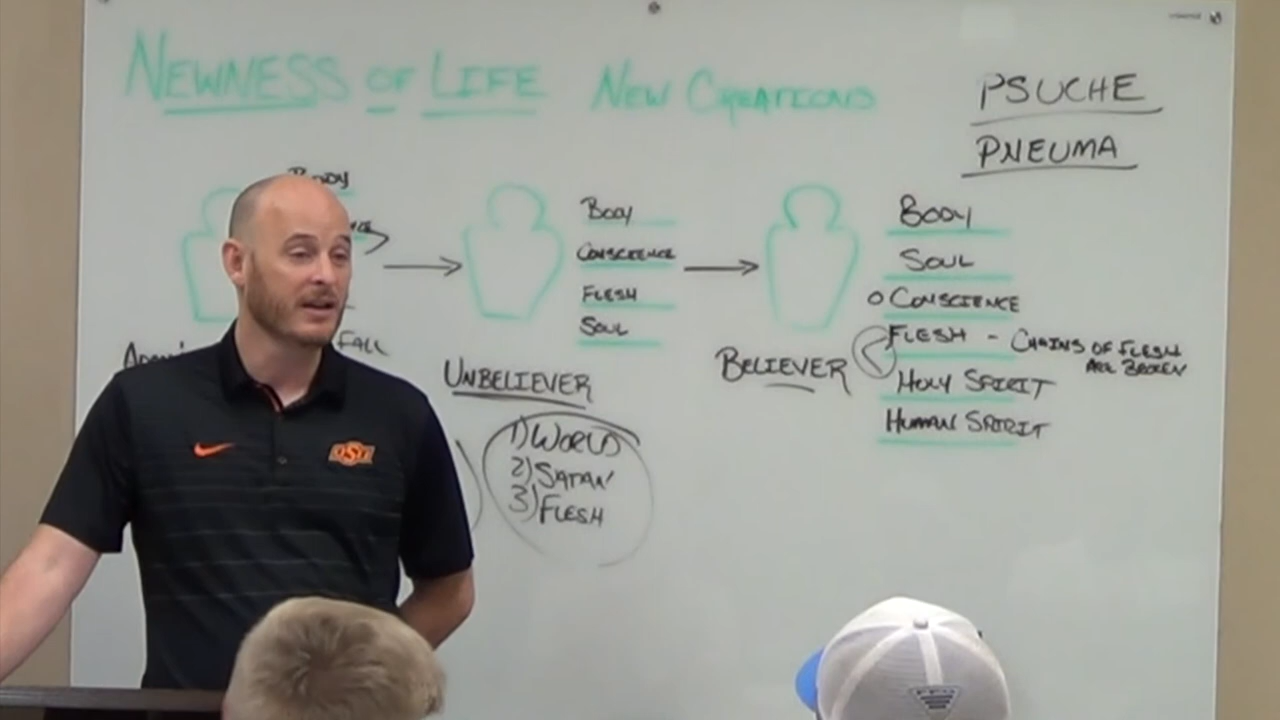 NEWNESS OF LIFE
NEW CREATIONS
PSUCHE
PNEUMA
BODY
FALL
BODY
CONSCIENCE
FLESH
SOUL
UNBELIEVER
1) WORLD
2) SATAN
3) FLESH
BODY
SOUL
CONSCIENCE
FLESH - CHAINS OF FLESH
ARE BROKEN
HOLY SPIRIT
HUMAN SPIRIT
BELIEVER
OSU